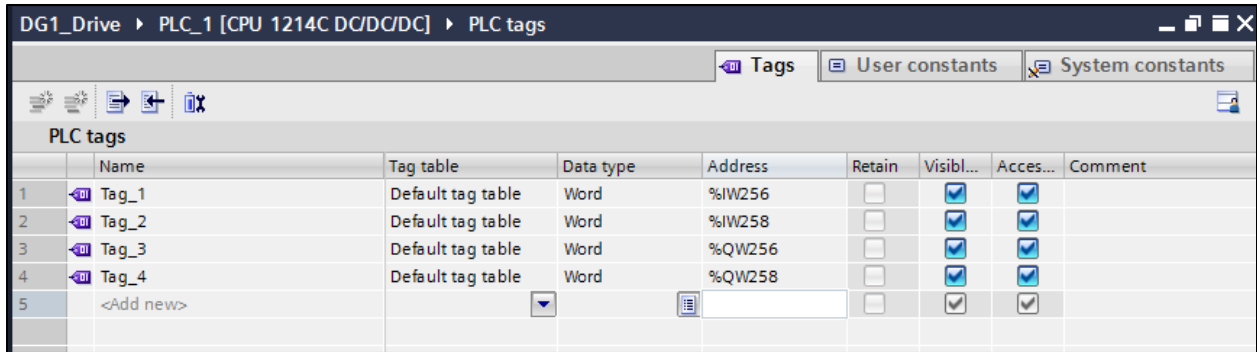 DG1_Drive ▸ PLC_1 [CPU 1214C DC/DC/DC] ▸ PLC tags
Tags User constants System constants
PLC tags
Name Tag table Data type Address Retain Visibl... Acces... Comment
1 Tag_1 Default tag table Word %IW256
2 Tag_2 Default tag table Word %IW258
3 Tag_3 Default tag table Word %QW256
4 Tag_4 Default tag table Word %QW258
5 <Add new>